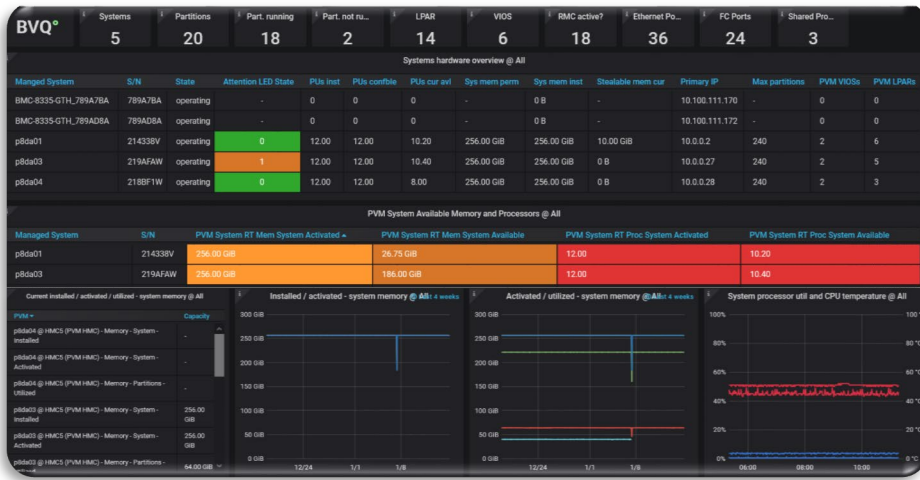 BVQ°
Systems
5
Partitions
20
Part. running
18
Part. not ru...
2
LPAR
14
VIOS
6
RMC active?
18
Ethernet Po...
36
FC Ports
24
Shared Pro...
3
Systems hardware overview @ All
Manged System S/N State Attention LED State PUs inst PUs confble PUs cur avl Sys mem perm Sys mem inst Stealable mem cur Primary IP Max partitions PVM VIOSs PVM LPARs
BMC-8335-GTH_789A7BA 789A7BA operating - 0 0 0 - 0 B - 10.100.111.170 - 0 0
BMC-8335-GTH_789AD8A 789AD8A operating - 0 0 0 - 0 B - 10.100.111.172 - 0 0
p8da01 214338V operating 0 12.00 12.00 10.20 256.00 GiB 256.00 GiB 10.00 GiB 10.0.0.2 240 2 6
p8da03 219AFAW operating 1 12.00 12.00 10.40 256.00 GiB 256.00 GiB 0 B 10.0.0.27 240 2 5
p8da04 218BF1W operating 0 12.00 12.00 8.00 256.00 GiB 256.00 GiB 0 B 10.0.0.28 240 2 3
PVM System Available Memory and Processors @ All
Managed System S/N PVM System RT Mem System Activated PVM System RT Mem System Available PVM System RT Proc System Activated PVM System RT Proc System Available
p8da01 214338V 256.00 GiB 26.75 GiB 12.00 10.20
p8da03 219AFAW 256.00 GiB 186.00 GiB 12.00 10.40
Current installed / activated / utilized - system memory @ All
PVM Capacity
p8da04 @ HMC5 (PVM HMC) - Memory - System - Installed -
p8da04 @ HMC5 (PVM HMC) - Memory - System - Activated -
p8da04 @ HMC5 (PVM HMC) - Memory - Partitions - Utilized -
p8da03 @ HMC5 (PVM HMC) - Memory - System - Installed 256.00 GiB
p8da03 @ HMC5 (PVM HMC) - Memory - System - Activated 256.00 GiB
p8da03 @ HMC5 (PVM HMC) - Memory - Partitions - 64.00 GiB
Installed / activated - system memory @ All
Last 4 weeks
300 GiB
250 GiB
200 GiB
150 GiB
100 GiB
50 GiB
0 GiB
12/24 1/1 1/8
Activated / utilized - system memory @ All
Last 4 weeks
300 GiB
250 GiB
200 GiB
150 GiB
100 GiB
50 GiB
0 GiB
12/24 1/1 1/8
System processor util and CPU temperature @ All
100% 100
80% 80 °C
60% 60 °C
40% 40 °C
20% 20 °C
0% 0 °C
06:00 08:00 10:00